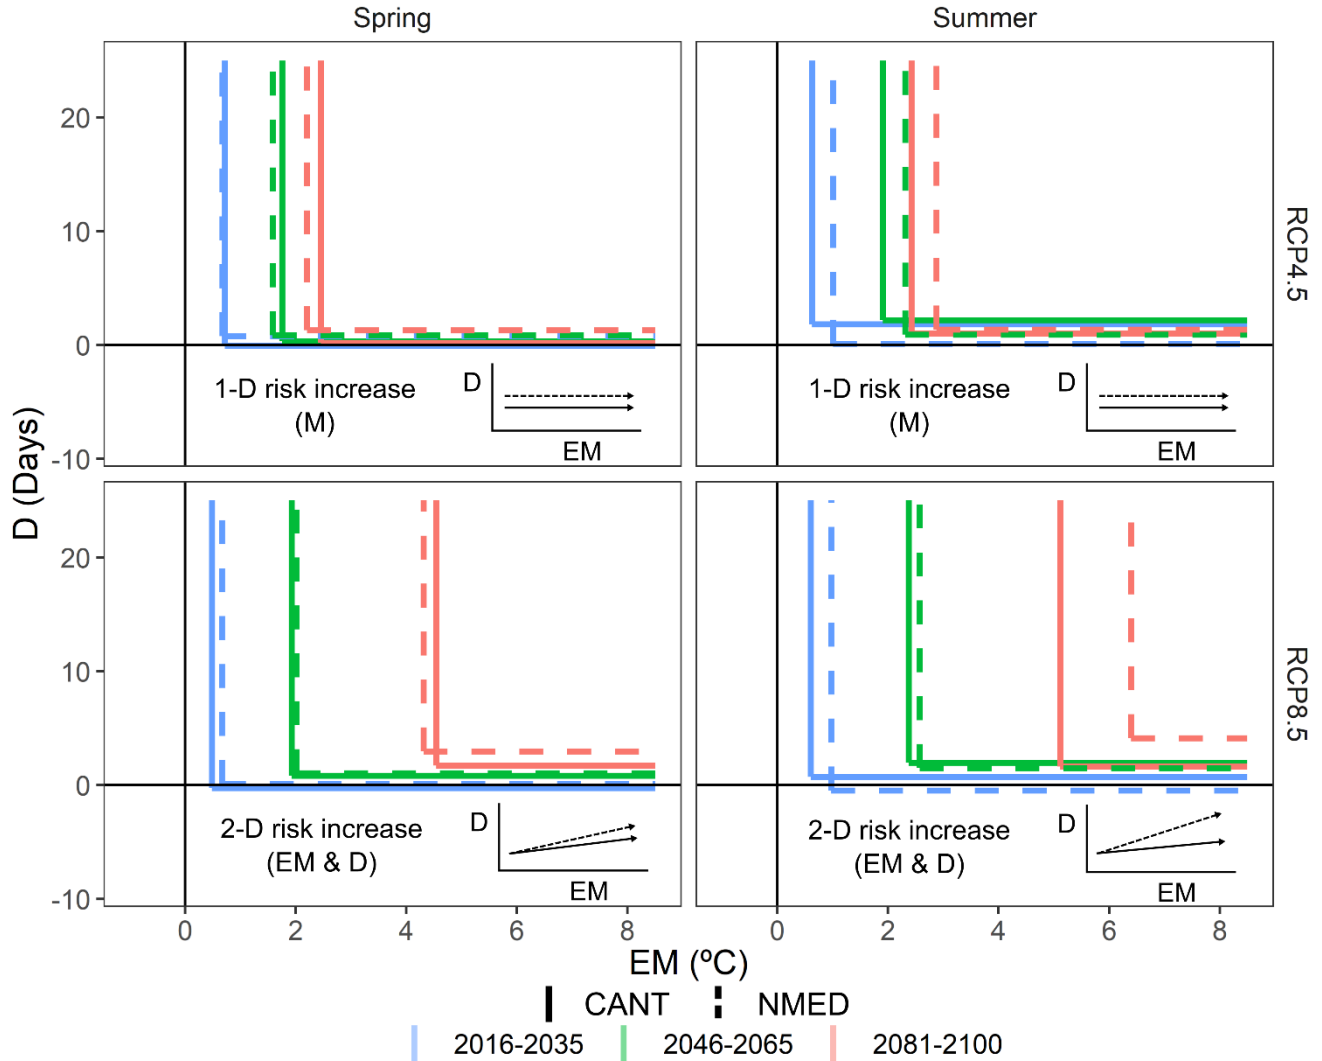 Spring
Summer
20
10
0
-10
1-D risk increase
(M)
D
EM
1-D risk increase
(M)
D
EM
RCP4.5
D (Days)
20
10
0
-10
2-D risk increase
(EM & D)
D
EM
2-D risk increase
(EM & D)
D
EM
RCP8.5
0 2 4 6 8
0 2 4 6 8
EM (ºC)
CANT NMED
2016-2035 2046-2065 2081-2100